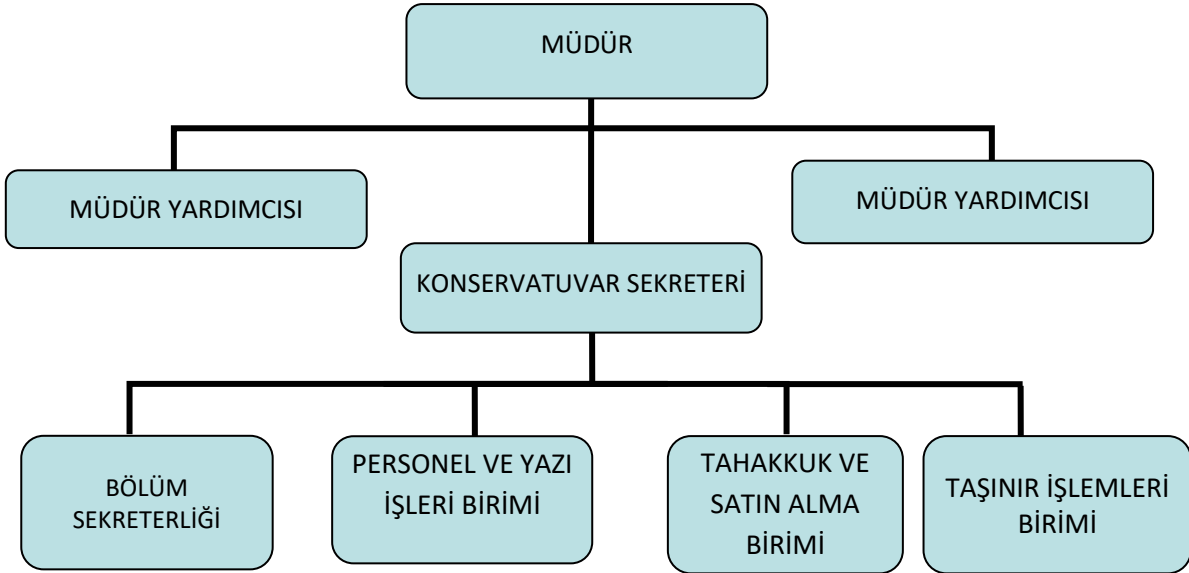 MÜDÜR
MÜDÜR YARDIMCISI
MÜDÜR YARDIMCISI
KONSERVATUVAR SEKRETERİ
BÖLÜM
SEKRETERLİĞİ
PERSONEL VE YAZI
İŞLERİ BİRİMİ
TAHAKKUK VE
SATIN ALMA
BİRİMİ
TAŞINIR İŞLEMLERİ
BİRİMİ